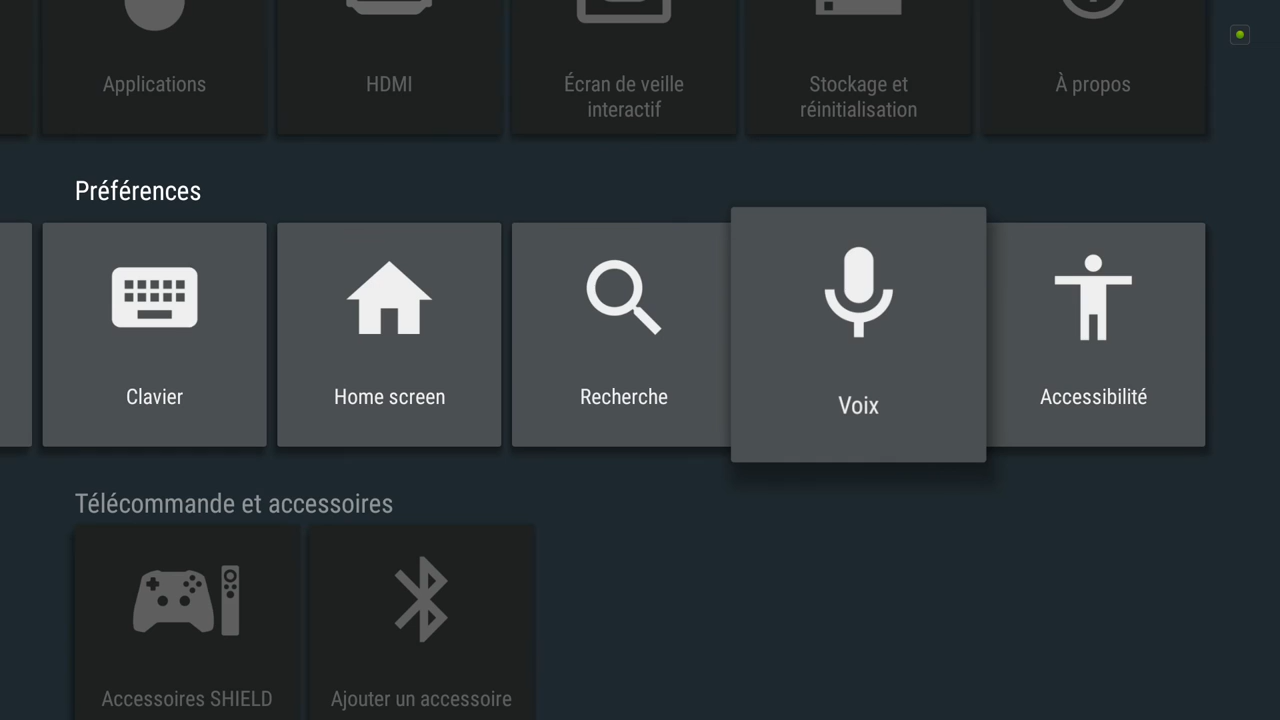 Applications
HDMI
Écran de veille
interactif
Stockage et
réinitialisation
À propos
Préférences
Clavier
Home screen
Recherche
Voix
Accessibilité
Télécommande et accessoires
Accessoires SHIELD
Ajouter un accessoire